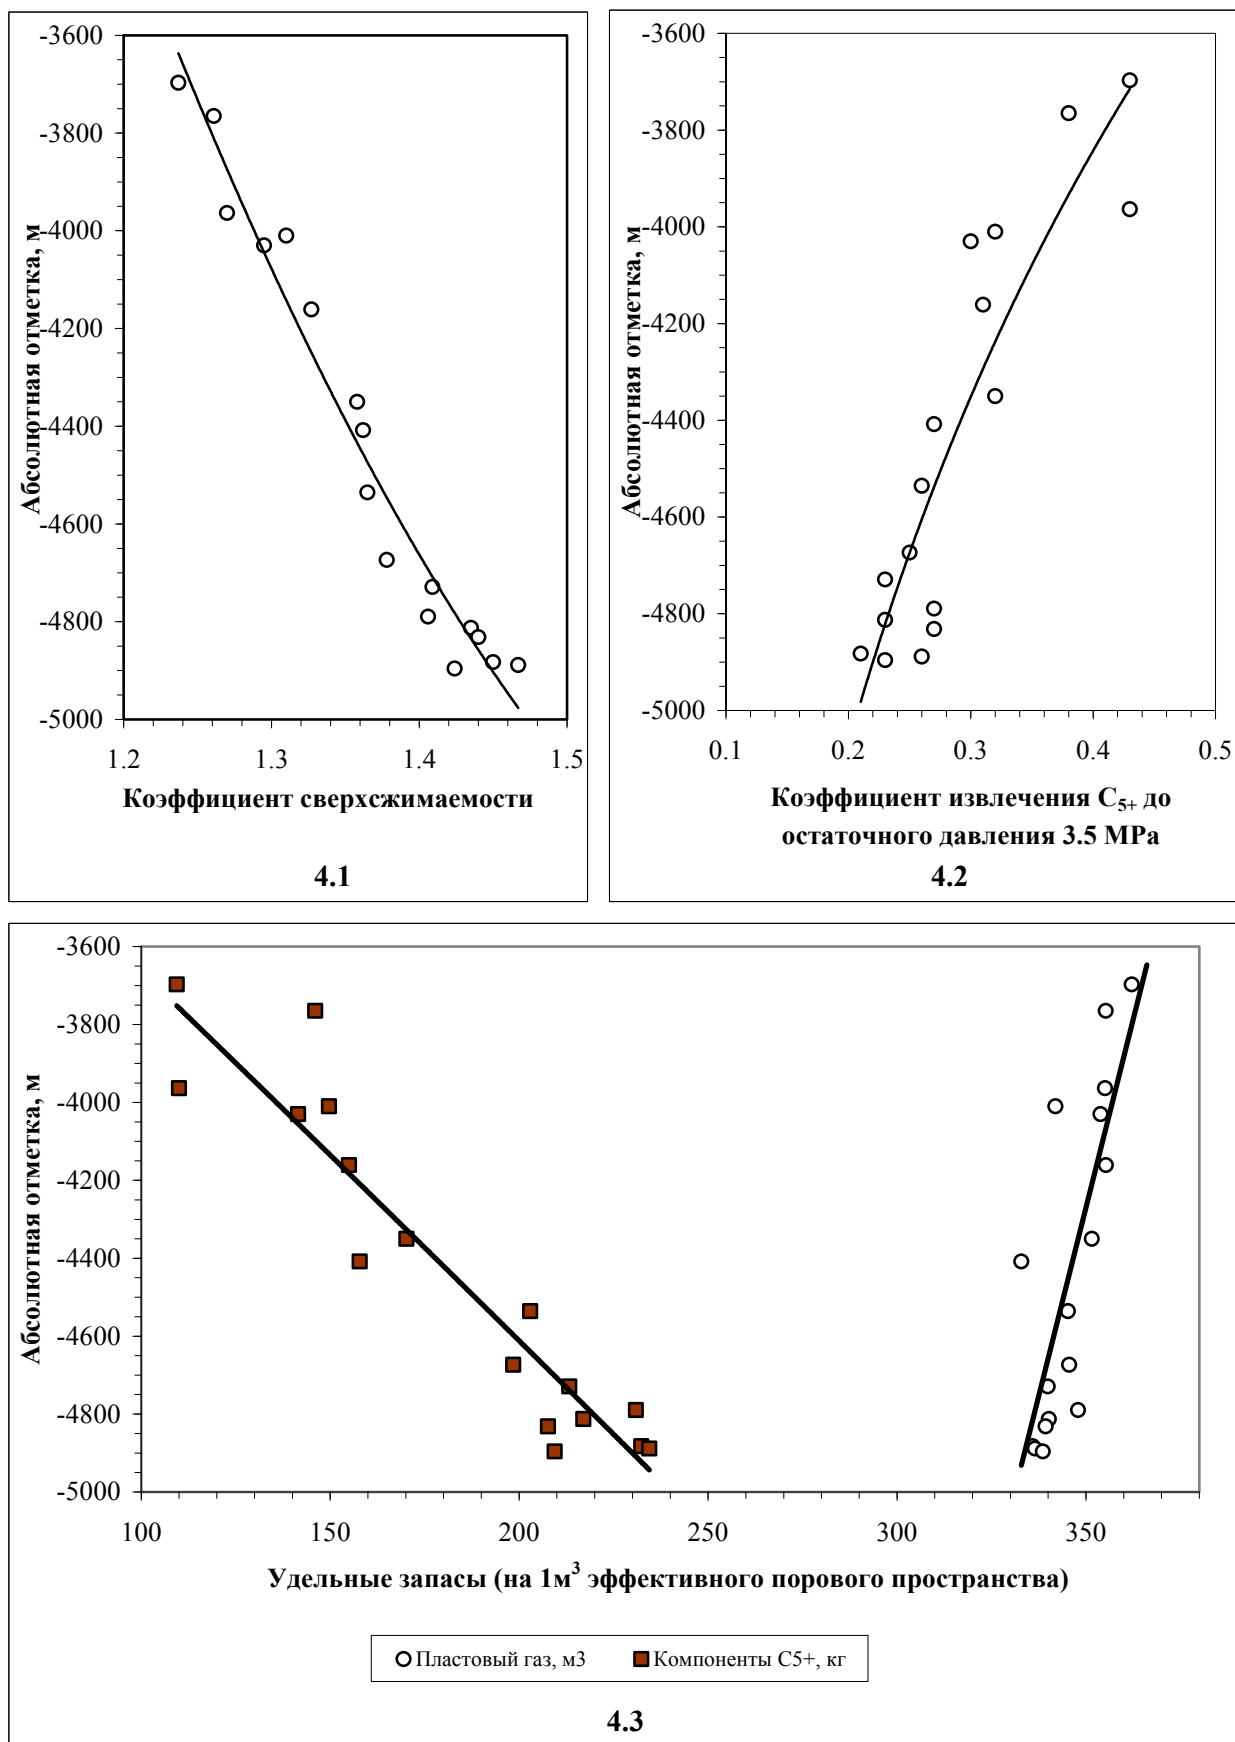 -3600
-3800
-4000
-4200
-4400
-4600
-4800
-5000
1.2 1.3 1.4 1.5
Абсолютная отметка, м
Коэффициент сверхсжимаемости
4.1
-3600
-3800
-4000
-4200
-4400
-4600
-4800
-5000
0.1 0.2 0.3 0.4 0.5
Абсолютная отметка, м
Коэффициент извлечения C₅₊ до
остаточного давления 3.5 MPa
4.2
-3600
-3800
-4000
-4200
-4400
-4600
-4800
-5000
100 150 200 250 300 350
Абсолютная отметка, м
Удельные запасы (на 1м³ эффективного порового пространства)
Пластовый газ, м3 Компоненты С5+, кг
4.3